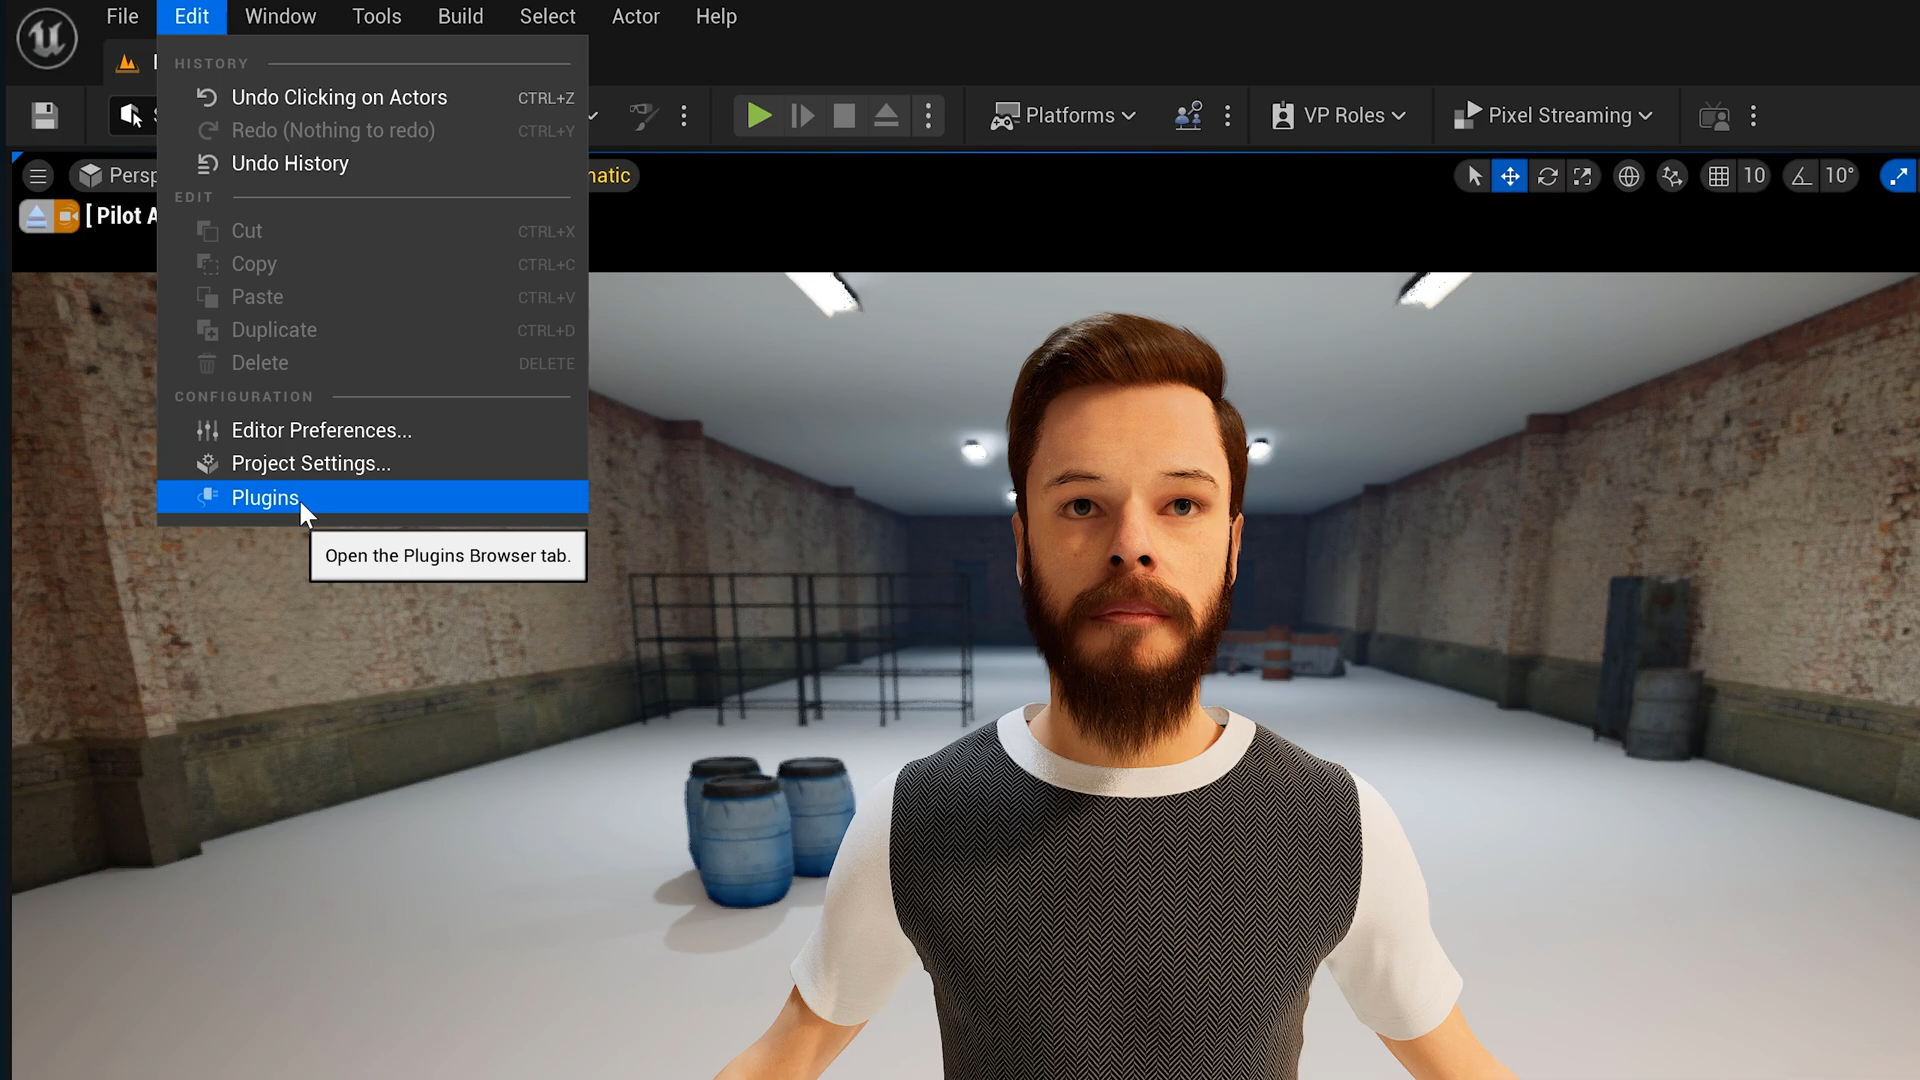 File Edit Window Tools Build Select Actor Help
HISTORY
Undo Clicking on Actors CTRL+Z
Redo (Nothing to redo) CTRL+Y
Undo History
EDIT
Cut CTRL+X
Copy CTRL+C
Paste CTRL+V
Duplicate CTRL+D
Delete DELETE
CONFIGURATION
Editor Preferences...
Project Settings...
Plugins
Open the Plugins Browser tab.
Platforms VP Roles Pixel Streaming
Persp
matic
10 10°
[ Pilot A